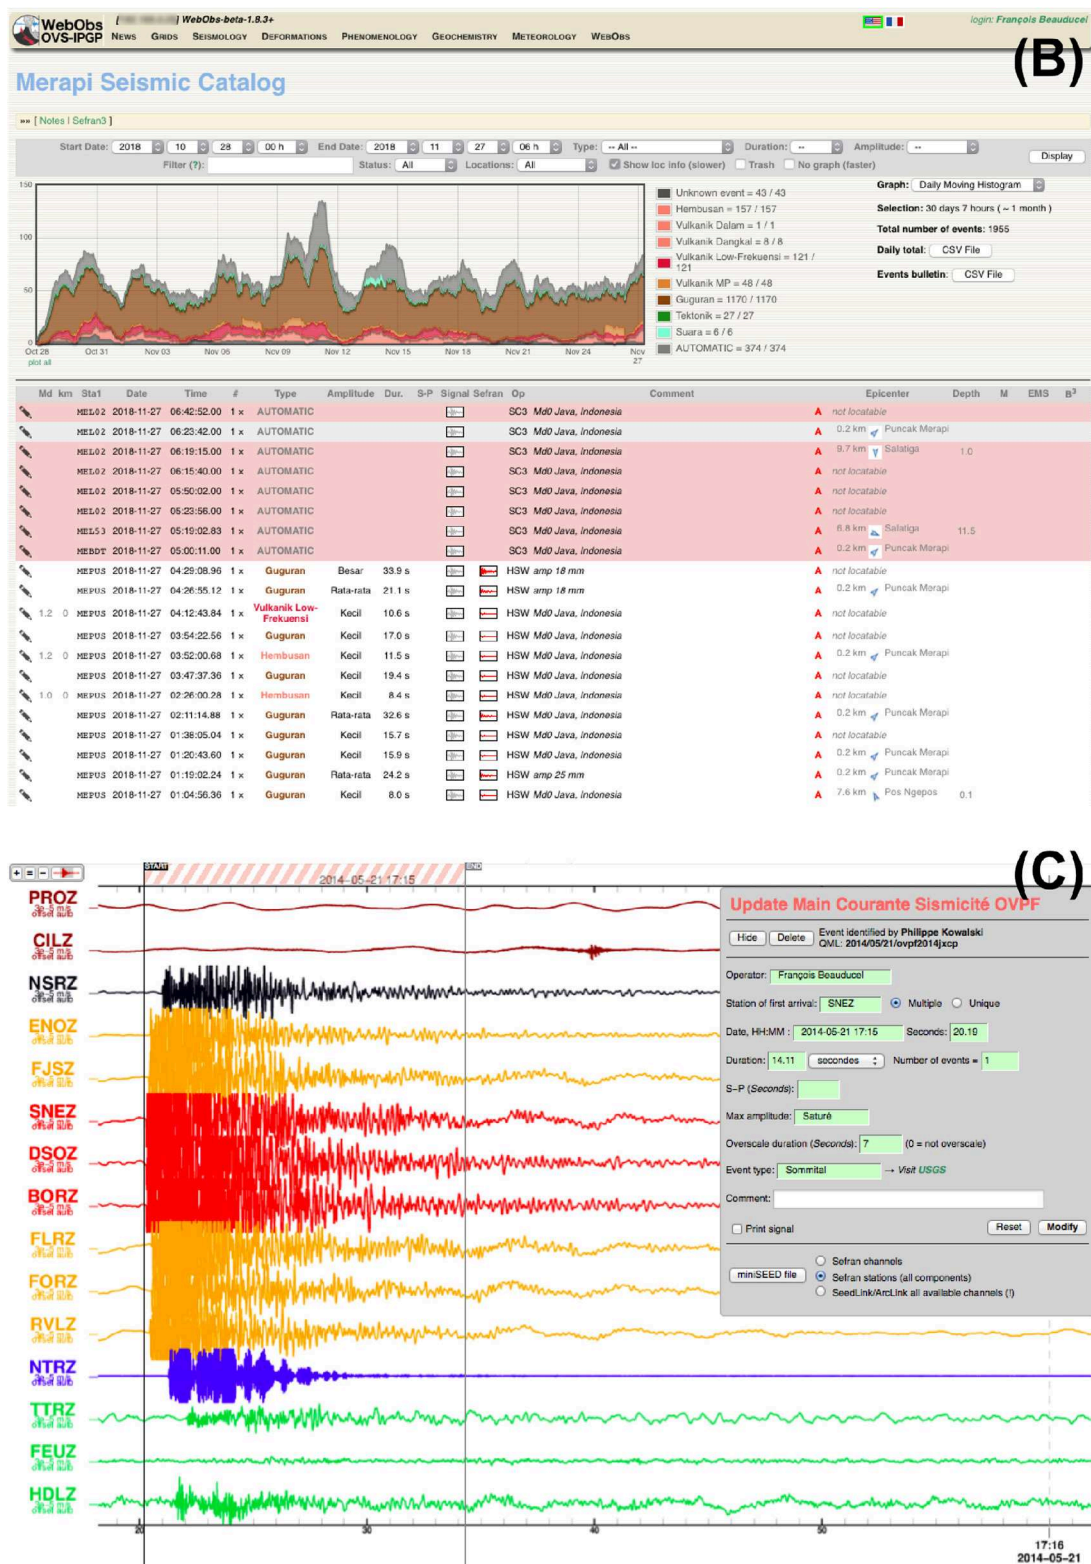 WebObs
OVS-IPGP
] WebObs-beta-1.8.3+
login: François Beauducel
NEWS GRIDS SEISMOLOGY DEFORMATIONS PHENOMENOLOGY GEOCHEMISTRY METEOROLOGY WEBOBS
(B)
Merapi Seismic Catalog
»» [ Notes | Sefran3 ]
Start Date: 2018 10 28 00 h End Date: 2018 11 27 06 h Type: -- All -- Duration: -- Amplitude: --
Filter (?): Status: All Locations: All Show loc info (slower) Trash No graph (faster)
Display
150
100
50
0
Oct 28 Oct 31 Nov 03 Nov 06 Nov 09 Nov 12 Nov 15 Nov 18 Nov 21 Nov 24 Nov 27
plot all
Unknown event = 43 / 43
Hembusan = 157 / 157
Vulkanik Dalam = 1 / 1
Vulkanik Dangkal = 8 / 8
Vulkanik Low-Frekuensi = 121 /
121
Vulkanik MP = 48 / 48
Guguran = 1170 / 1170
Tektonik = 27 / 27
Suara = 6 / 6
AUTOMATIC = 374 / 374
Graph: Daily Moving Histogram
Selection: 30 days 7 hours ( ~ 1 month )
Total number of events: 1955
Daily total: CSV File
Events bulletin: CSV File
Md km Sta1 Date Time # Type Amplitude Dur. S-P Signal Sefran Op Comment Epicenter Depth M EMS B3
MEL02 2018-11-27 06:42:52.00 1 x AUTOMATIC SC3 Md0 Java, Indonesia A not locatable
MEL02 2018-11-27 06:23:42.00 1 x AUTOMATIC SC3 Md0 Java, Indonesia A 0.2 km Puncak Merapi
MEL02 2018-11-27 06:19:15.00 1 x AUTOMATIC SC3 Md0 Java, Indonesia A 9.7 km Salatiga 1.0
MEL02 2018-11-27 06:15:40.00 1 x AUTOMATIC SC3 Md0 Java, Indonesia A not locatable
MEL02 2018-11-27 05:50:02.00 1 x AUTOMATIC SC3 Md0 Java, Indonesia A not locatable
MEL02 2018-11-27 05:23:56.00 1 x AUTOMATIC SC3 Md0 Java, Indonesia A not locatable
MEL53 2018-11-27 05:19:02.83 1 x AUTOMATIC SC3 Md0 Java, Indonesia A 6.8 km Salatiga 11.5
MEBDT 2018-11-27 05:00:11.00 1 x AUTOMATIC SC3 Md0 Java, Indonesia A 0.2 km Puncak Merapi
MEPUS 2018-11-27 04:29:08.96 1 x Guguran Besar 33.9 s HSW amp 18 mm A not locatable
MEPUS 2018-11-27 04:26:55.12 1 x Guguran Rata-rata 21.1 s HSW amp 18 mm A 0.2 km Puncak Merapi
1.2 0 MEPUS 2018-11-27 04:12:43.84 1 x Vulkanik Low-Frekuensi Kecil 10.6 s HSW Md0 Java, Indonesia A not locatable
MEPUS 2018-11-27 03:54:22.56 1 x Guguran Kecil 17.0 s HSW Md0 Java, Indonesia A not locatable
1.2 0 MEPUS 2018-11-27 03:52:00.68 1 x Hembusan Kecil 11.5 s HSW Md0 Java, Indonesia A 0.2 km Puncak Merapi
MEPUS 2018-11-27 03:47:37.36 1 x Guguran Kecil 19.4 s HSW Md0 Java, Indonesia A not locatable
1.0 0 MEPUS 2018-11-27 02:26:00.28 1 x Hembusan Kecil 8.4 s HSW Md0 Java, Indonesia A not locatable
MEPUS 2018-11-27 02:11:14.88 1 x Guguran Rata-rata 32.6 s HSW Md0 Java, Indonesia A 0.2 km Puncak Merapi
MEPUS 2018-11-27 01:38:05.04 1 x Guguran Kecil 15.7 s HSW Md0 Java, Indonesia A not locatable
MEPUS 2018-11-27 01:20:43.60 1 x Guguran Kecil 15.9 s HSW Md0 Java, Indonesia A 0.2 km Puncak Merapi
MEPUS 2018-11-27 01:19:02.24 1 x Guguran Rata-rata 24.2 s HSW amp 25 mm A 0.2 km Puncak Merapi
MEPUS 2018-11-27 01:04:56.36 1 x Guguran Kecil 8.0 s HSW Md0 Java, Indonesia A 7.6 km Pos Ngepos 0.1
(C)
+ = -
START
END
2014-05-21 17:15
PROZ
CILZ
NSRZ
ENOZ
FJSZ
SNEZ
DSOZ
BORZ
FLRZ
FORZ
RVLZ
NTRZ
TTRZ
FEUZ
HDLZ
20 30 40 50
17:16
2014-05-21
Update Main Courante Sismicité OVPF
Hide Delete Event identified by Philippe Kowalski
QML: 2014/05/21/ovpf2014jxcp
Operator: François Beauducel
Station of first arrival: SNEZ Multiple Unique
Date, HH:MM : 2014-05-21 17:15 Seconds: 20.19
Duration: 14.11 secondes Number of events = 1
S-P (Seconds):
Max amplitude: Saturé
Overscale duration (Seconds): 7 (0 = not overscale)
Event type: Sommital → Visit USGS
Comment:
Print signal Reset Modify
miniSEED file
Sefran channels
Sefran stations (all components)
SeedLink/ArcLink all available channels (!)